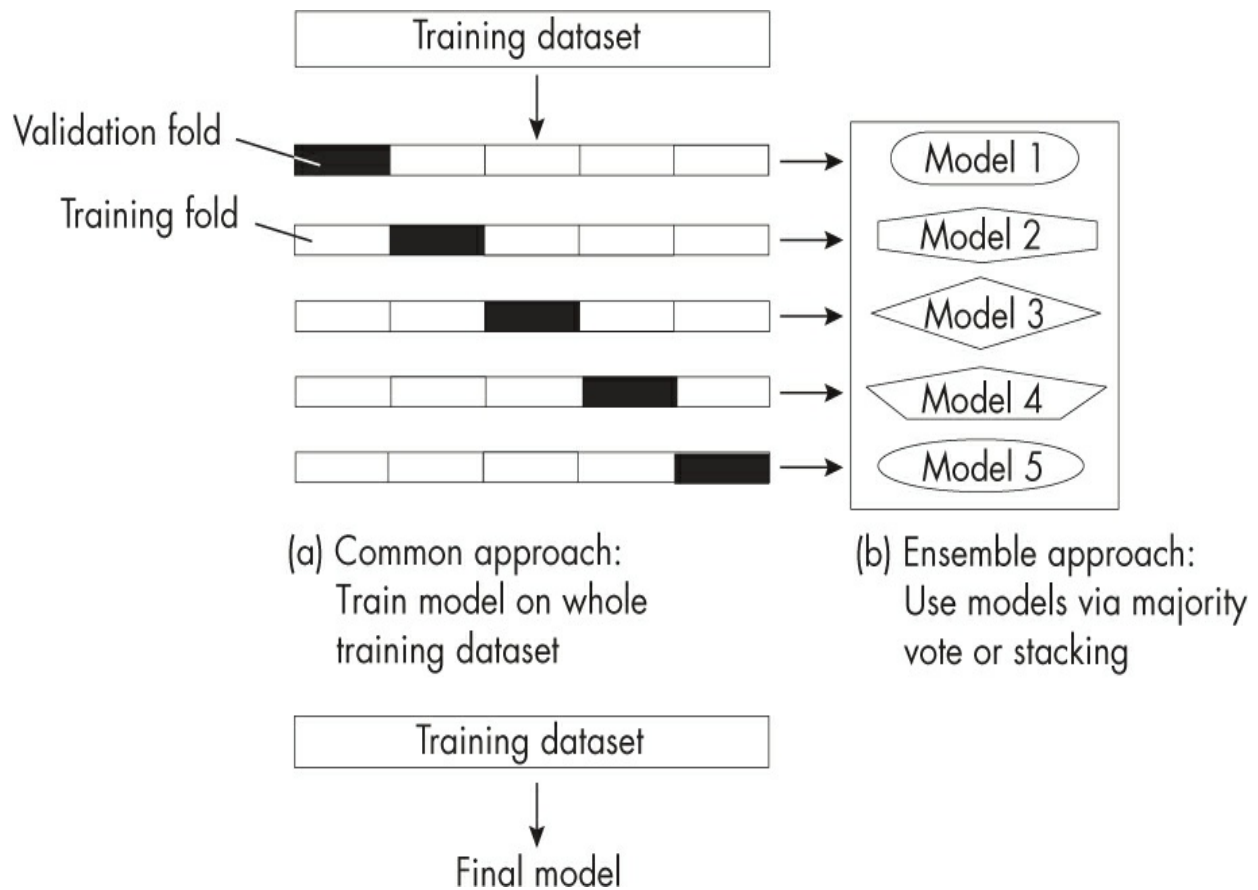 Training dataset
Validation fold
Training fold
Model 1
Model 2
Model 3
Model 4
Model 5
(a) Common approach:
Train model on whole
training dataset
(b) Ensemble approach:
Use models via majority
vote or stacking
Training dataset
Final model